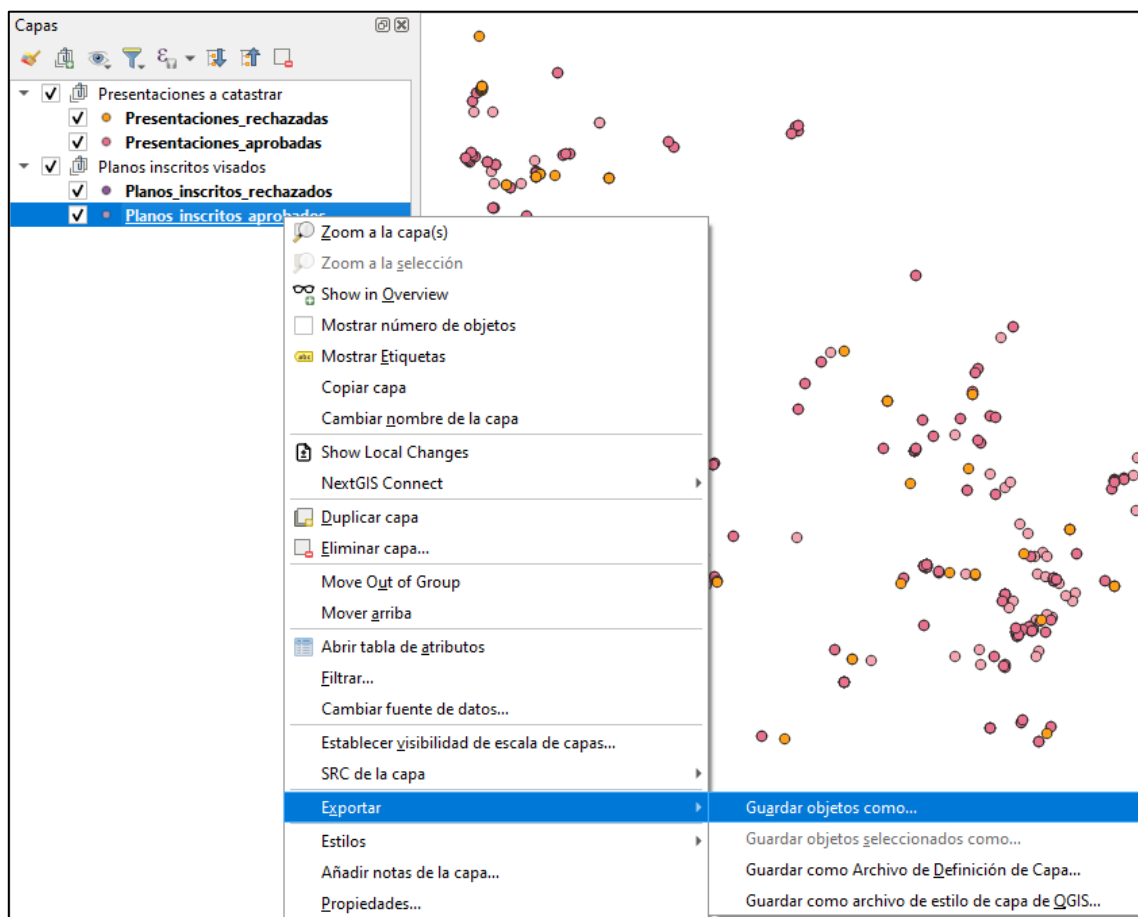 Capas
Presentaciones a catastrar
Presentaciones_rechazadas
Presentaciones_aprobadas
Planos inscritos visados
Planos_inscritos_rechazados
Planos_inscritos_aprobados
Zoom a la capa(s)
Zoom a la selección
Show in Overview
Mostrar número de objetos
abc Mostrar Etiquetas
Copiar capa
Cambiar nombre de la capa
Show Local Changes
NextGIS Connect
Duplicar capa
Eliminar capa...
Move Out of Group
Mover arriba
Abrir tabla de atributos
Filtrar...
Cambiar fuente de datos...
Establecer visibilidad de escala de capas...
SRC de la capa
Exportar
Guardar objetos como...
Estilos
Guardar objetos seleccionados como...
Añadir notas de la capa...
Guardar como Archivo de Definición de Capa...
Propiedades...
Guardar como archivo de estilo de capa de QGIS...